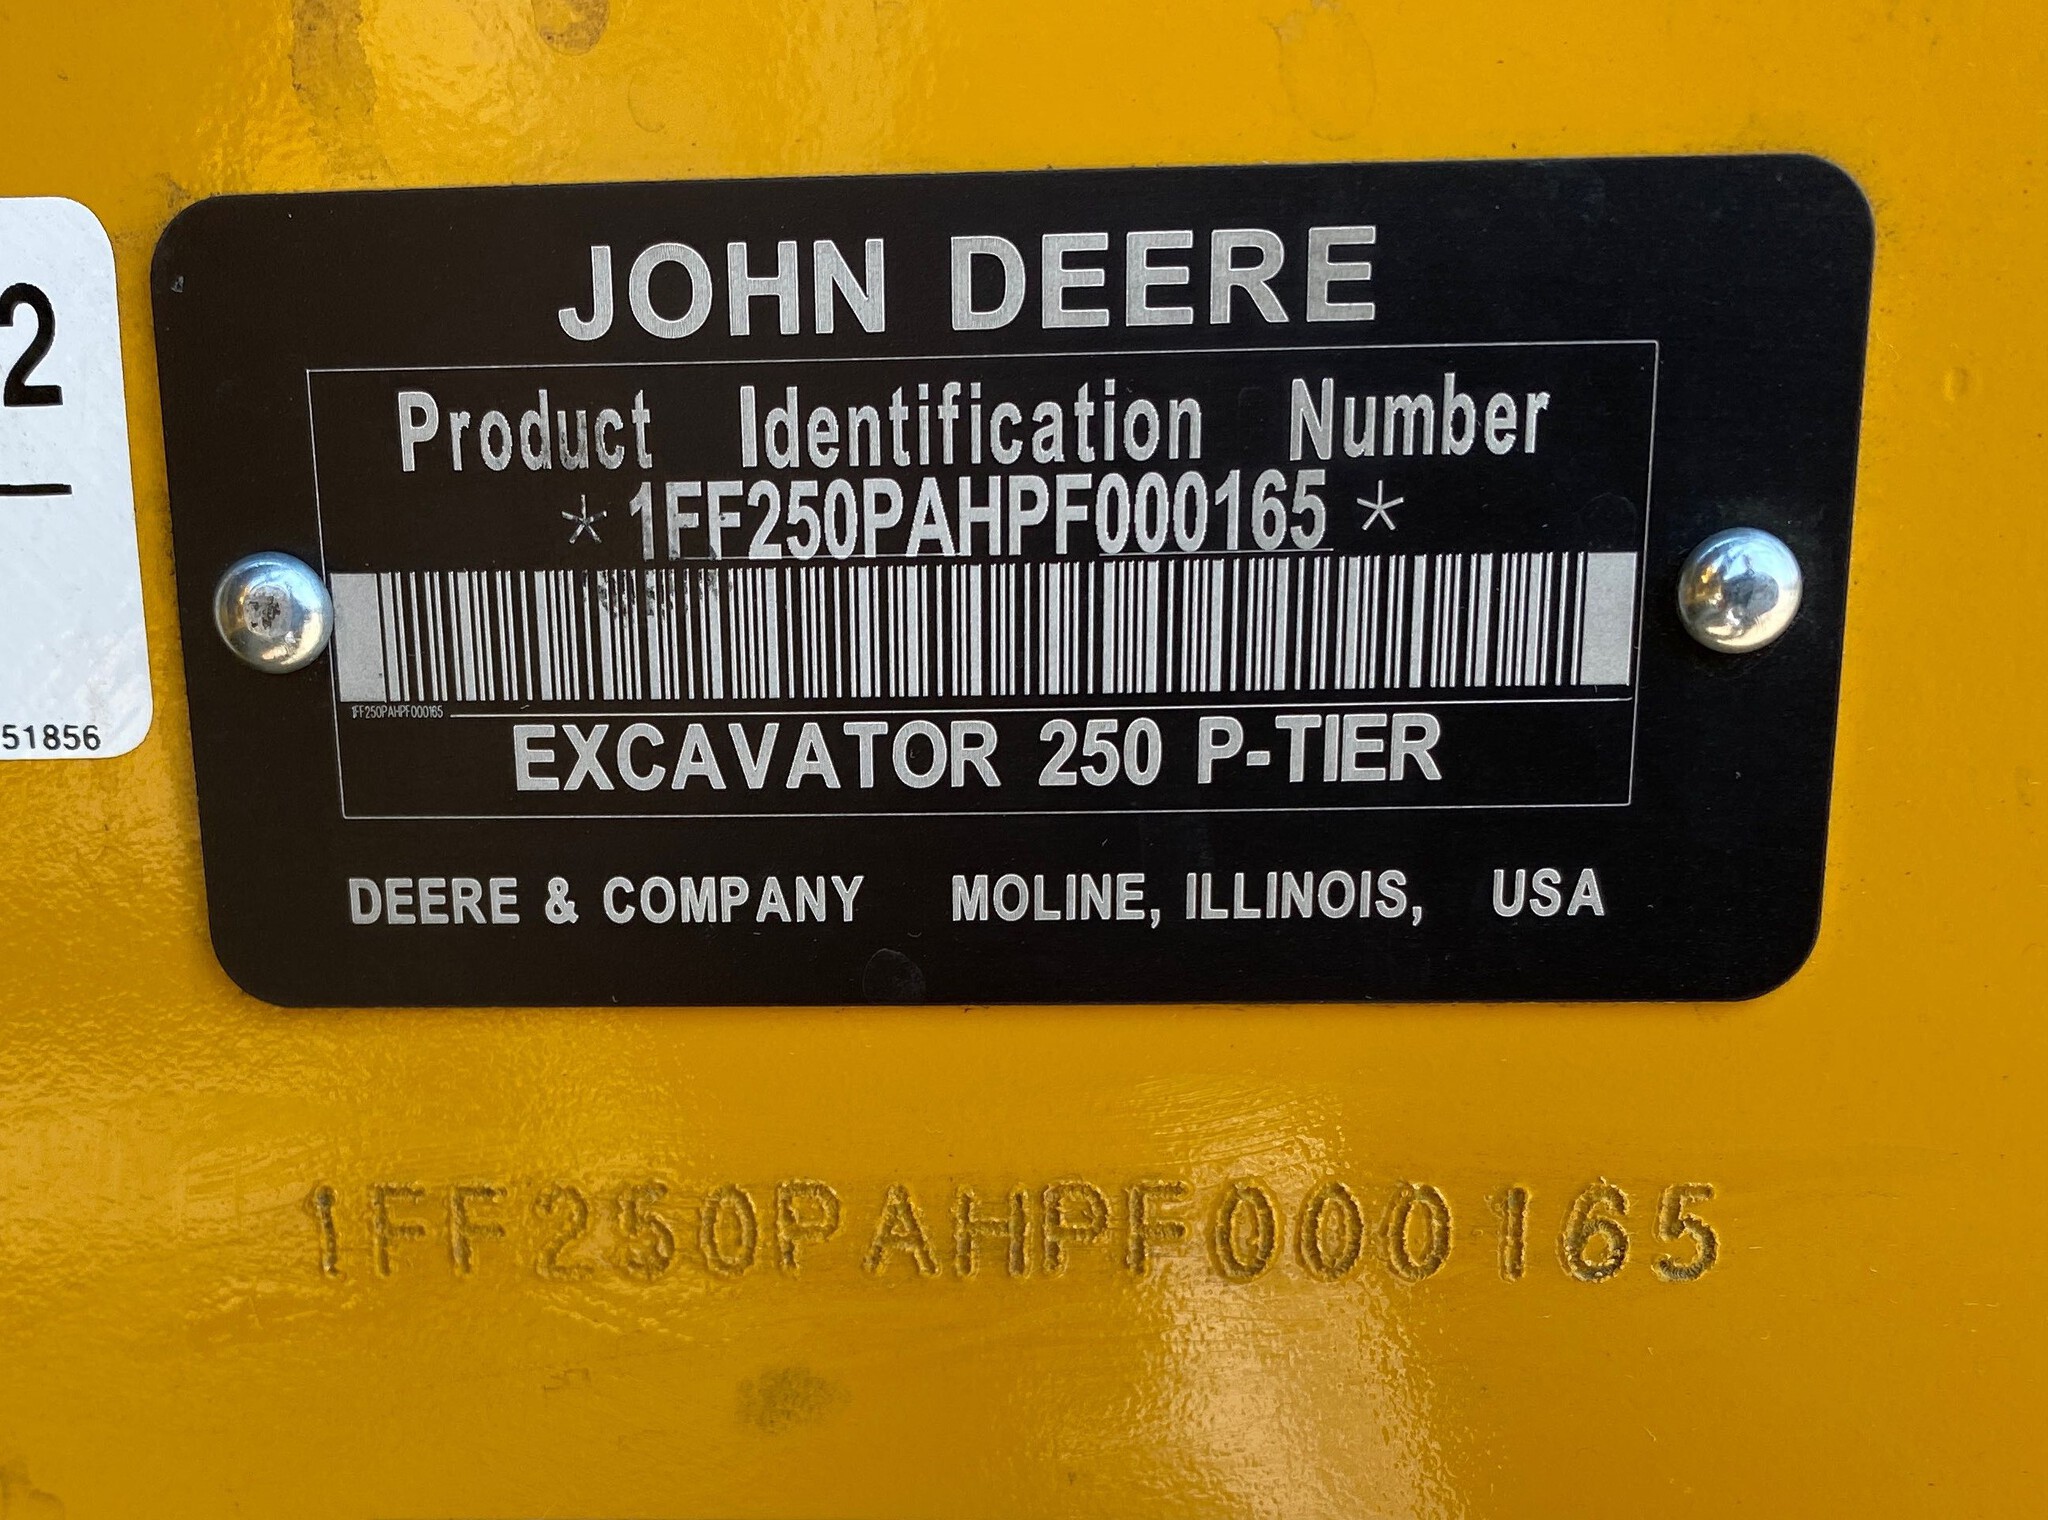 JOHN DEERE
Product Identification Number
* 1FF250PAHPF000165 *
1FF250PAHPF000165
EXCAVATOR 250 P-TIER
DEERE & COMPANY MOLINE, ILLINOIS, USA
1FF250PAHPF000165
2
51856